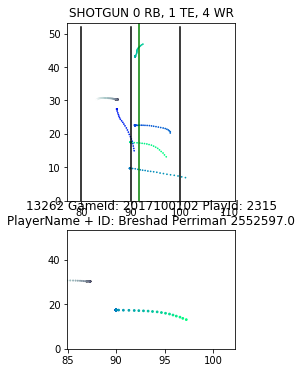 SHOTGUN 0 RB, 1 TE, 4 WR
50
40
30
20
10
0
80 90 100 110
13262 GameId: 2017100102 PlayId: 2315
PlayerName + ID: Breshad Perriman 2552597.0
40
20
0
85 90 95 100